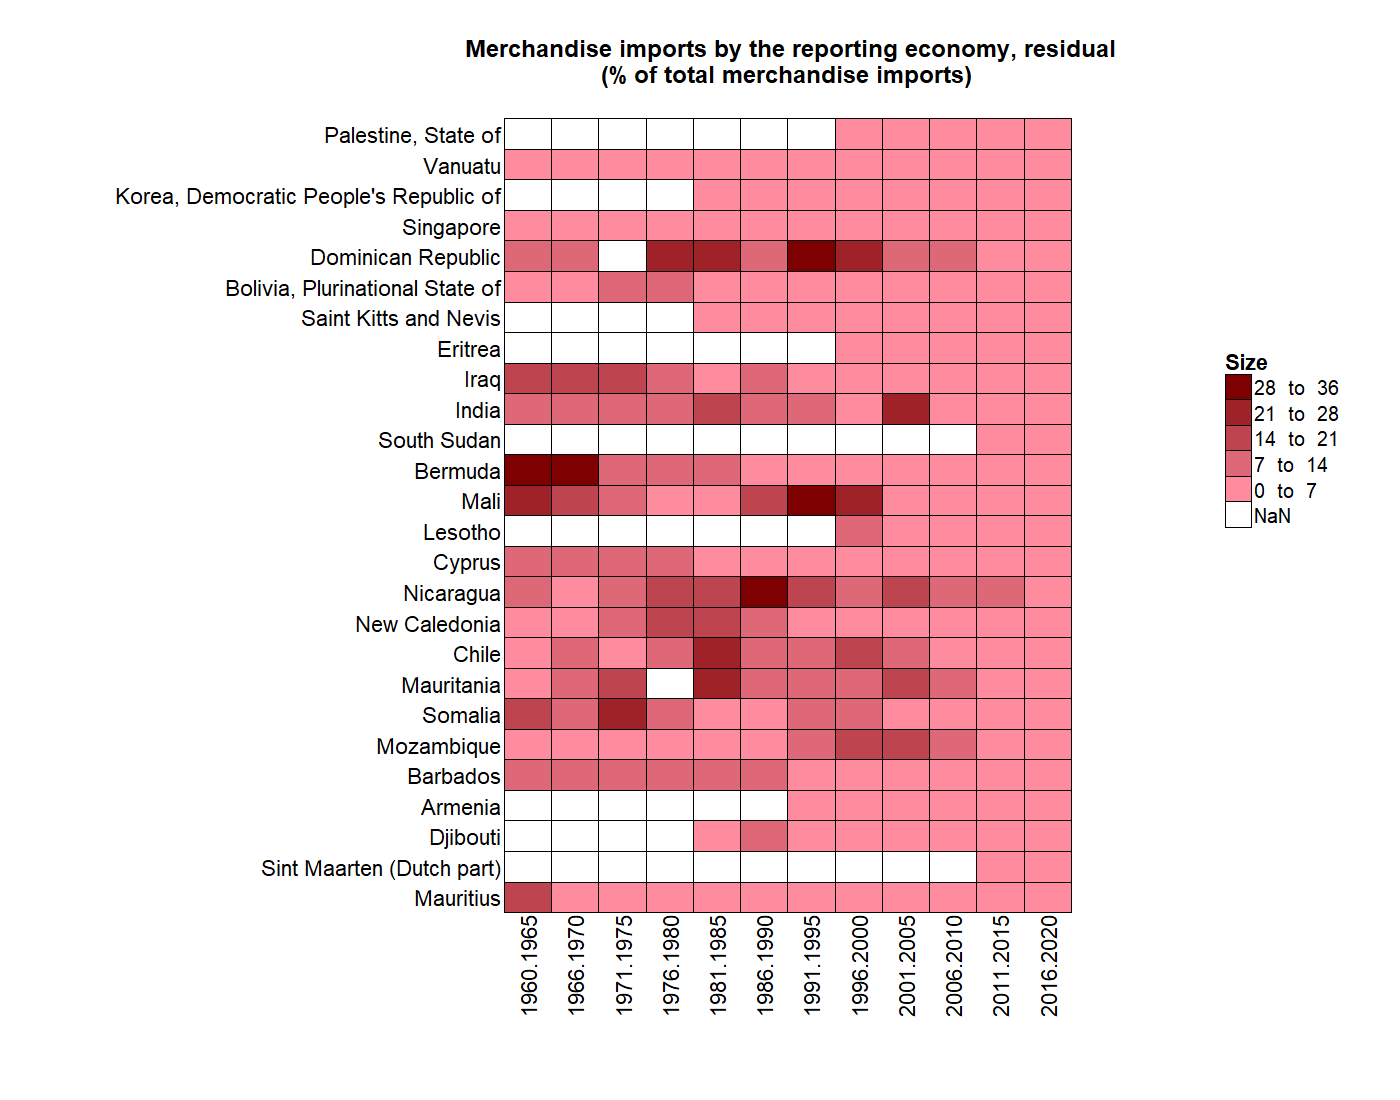 Merchandise imports by the reporting economy, residual
(% of total merchandise imports)
Palestine, State of
Vanuatu
Korea, Democratic People's Republic of
Singapore
Dominican Republic
Bolivia, Plurinational State of
Saint Kitts and Nevis
Eritrea
Iraq
India
South Sudan
Bermuda
Mali
Lesotho
Cyprus
Nicaragua
New Caledonia
Chile
Mauritania
Somalia
Mozambique
Barbados
Armenia
Djibouti
Sint Maarten (Dutch part)
Mauritius
1960.1965
1966.1970
1971.1975
1976.1980
1981.1985
1986.1990
1991.1995
1996.2000
2001.2005
2006.2010
2011.2015
2016.2020
Size
28 to 36
21 to 28
14 to 21
7 to 14
0 to 7
NaN